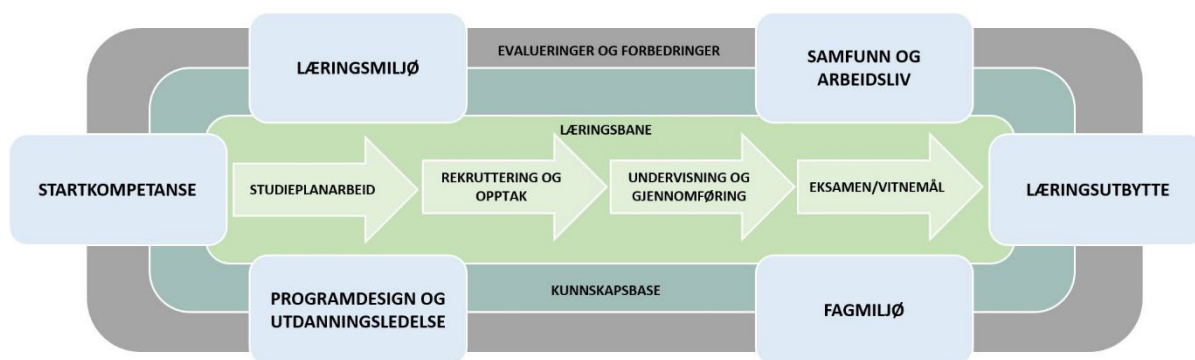 EVALUERINGER OG FORBEDRINGER
LÆRINGSMILJØ
SAMFUNN OG
ARBEIDSLIV
LÆRINGSBANE
STARTKOMPETANSE
STUDIEPLANARBEID
REKRUTTERING OG
OPPTAK
UNDERVISNING OG
GJENNOMFØRING
EKSAMEN/VITNEMÅL
LÆRINGSUTBYTTE
PROGRAMDESIGN OG
UTDANNINGSLEDELSE
KUNNSKAPSBASE
FAGMILJØ